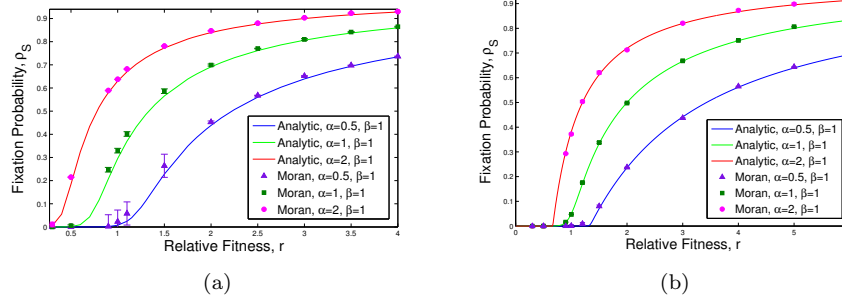 0.9
0.8
0.7
0.6
0.5
0.4
0.3
0.2
0.1
0
Fixation Probability, ρS
0.5 1 1.5 2 2.5 3 3.5 4
Relative Fitness, r
Analytic, α=0.5, β=1
Analytic, α=1, β=1
Analytic, α=2, β=1
Moran, α=0.5, β=1
Moran, α=1, β=1
Moran, α=2, β=1
(a)
0.9
0.8
0.7
0.6
0.5
0.4
0.3
0.2
0.1
0
Fixation Probability, ρS
0 1 2 3 4 5
Relative Fitness, r
Analytic, α=0.5, β=1
Analytic, α=1, β=1
Analytic, α=2, β=1
Moran, α=0.5, β=1
Moran, α=1, β=1
Moran, α=2, β=1
(b)